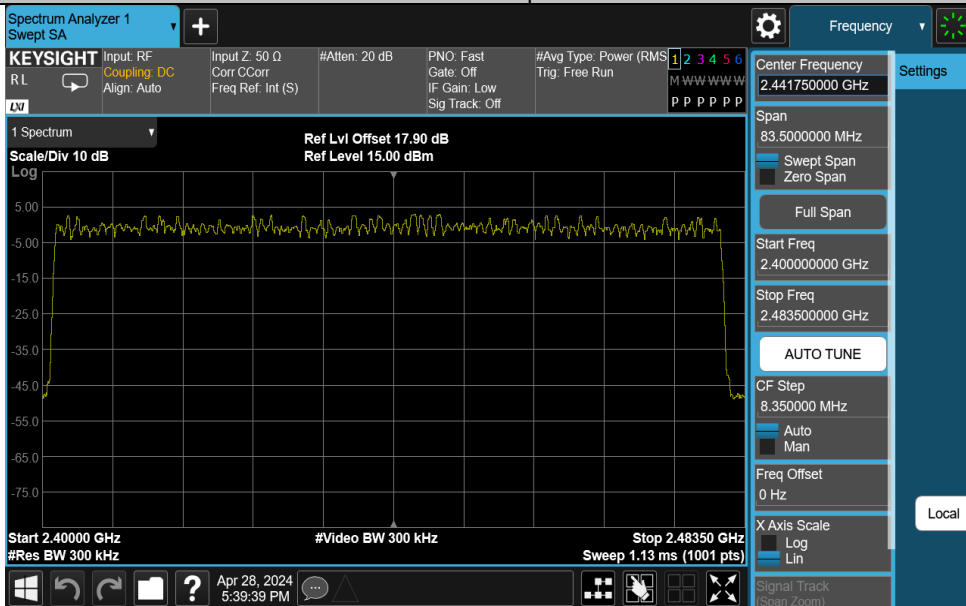 Spectrum Analyzer 1
Swept SA
+
Frequency
KEYSIGHT
RL
LXI
Input: RF
Coupling: DC
Align: Auto
Input Z: 50 Ω
Corr CCorr
Freq Ref: Int (S)
#Atten: 20 dB
PNO: Fast
Gate: Off
IF Gain: Low
Sig Track: Off
#Avg Type: Power (RMS
Trig: Free Run
1 2 3 4 5 6
M W W W W W
P P P P P P
1 Spectrum
Scale/Div 10 dB
Log
Ref Lvl Offset 17.90 dB
Ref Level 15.00 dBm
5.00
-5.00
-15.0
-25.0
-35.0
-45.0
-55.0
-65.0
-75.0
Start 2.40000 GHz
#Video BW 300 kHz
Stop 2.48350 GHz
#Res BW 300 kHz
Sweep 1.13 ms (1001 pts)
?
Apr 28, 2024
5:39:39 PM
Center Frequency
2.441750000 GHz
Settings
Span
83.5000000 MHz
Swept Span
Zero Span
Full Span
Start Freq
2.400000000 GHz
Stop Freq
2.483500000 GHz
AUTO TUNE
CF Step
8.350000 MHz
Auto
Man
Freq Offset
0 Hz
X Axis Scale
Log
Lin
Local
Signal Track
(Span Zoom)